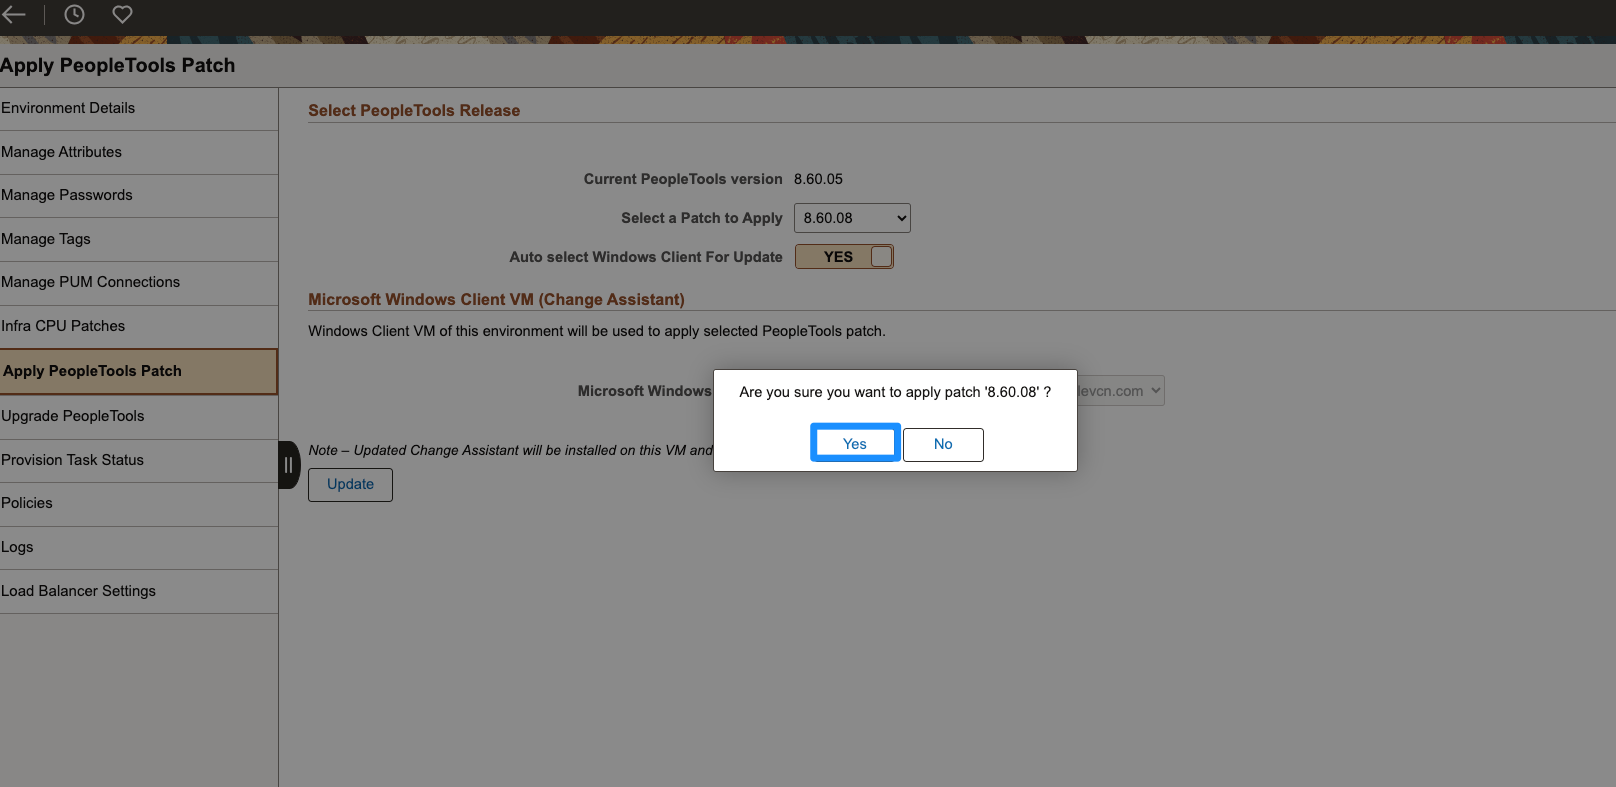 Apply PeopleTools Patch
Environment Details
Manage Attributes
Manage Passwords
Manage Tags
Manage PUM Connections
Infra CPU Patches
Apply PeopleTools Patch
Upgrade PeopleTools
Provision Task Status
Policies
Logs
Load Balancer Settings
Select PeopleTools Release
Current PeopleTools version 8.60.05
Select a Patch to Apply 8.60.08
Auto select Windows Client For Update YES
Microsoft Windows Client VM (Change Assistant)
Windows Client VM of this environment will be used to apply selected PeopleTools patch.
Microsoft Windows levcn.com
Note – Updated Change Assistant will be installed on this VM and
Update
Are you sure you want to apply patch '8.60.08' ?
Yes No